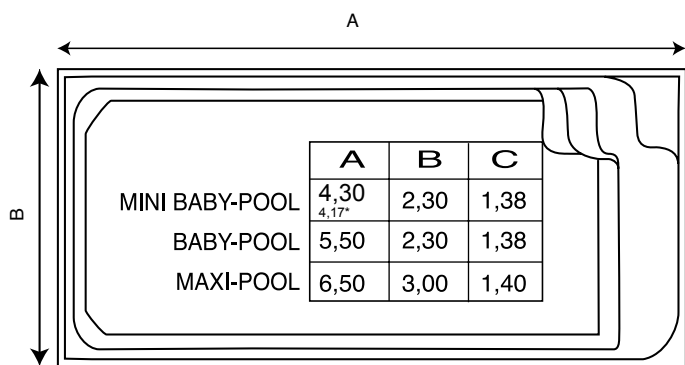 A
B
A B C
MINI BABY-POOL 4,30 2,30 1,38
4,17*
BABY-POOL 5,50 2,30 1,38
MAXI-POOL 6,50 3,00 1,40